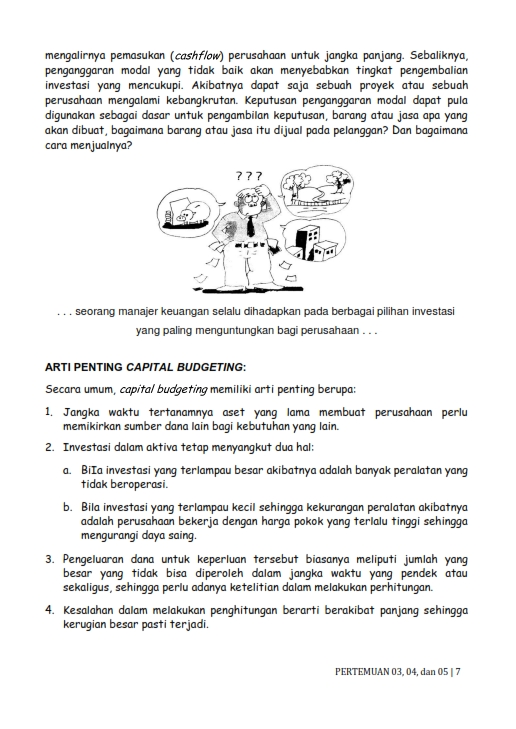 mengalirnya pemasukan (cashflow) perusahaan untuk jangka panjang. Sebaliknya,
penganggaran modal yang tidak baik akan menyebabkan tingkat pengembalian
investasi yang mencukupi. Akibatnya dapat saja sebuah proyek atau sebuah
perusahaan mengalami kebangkrutan. Keputusan penganggaran modal dapat pula
digunakan sebagai dasar untuk pengambilan keputusan, barang atau jasa apa yang
akan dibuat, bagaimana barang atau jasa itu dijual pada pelanggan? Dan bagaimana
cara menjualnya?
? ? ?
. . . seorang manajer keuangan selalu dihadapkan pada berbagai pilihan investasi
yang paling menguntungkan bagi perusahaan . . .
ARTI PENTING CAPITAL BUDGETING:
Secara umum, capital budgeting memiliki arti penting berupa:
1. Jangka waktu tertanamnya aset yang lama membuat perusahaan perlu
memikirkan sumber dana lain bagi kebutuhan yang lain.
2. Investasi dalam aktiva tetap menyangkut dua hal:
a. BiIa investasi yang terlampau besar akibatnya adalah banyak peralatan yang
tidak beroperasi.
b. Bila investasi yang terlampau kecil sehingga kekurangan peralatan akibatnya
adalah perusahaan bekerja dengan harga pokok yang terlalu tinggi sehingga
mengurangi daya saing.
3. Pengeluaran dana untuk keperluan tersebut biasanya meliputi jumlah yang
besar yang tidak bisa diperoleh dalam jangka waktu yang pendek atau
sekaligus, sehingga perlu adanya ketelitian dalam melakukan perhitungan.
4. Kesalahan dalam melakukan penghitungan berarti berakibat panjang sehingga
kerugian besar pasti terjadi.
PERTEMUAN 03, 04, dan 05 | 7